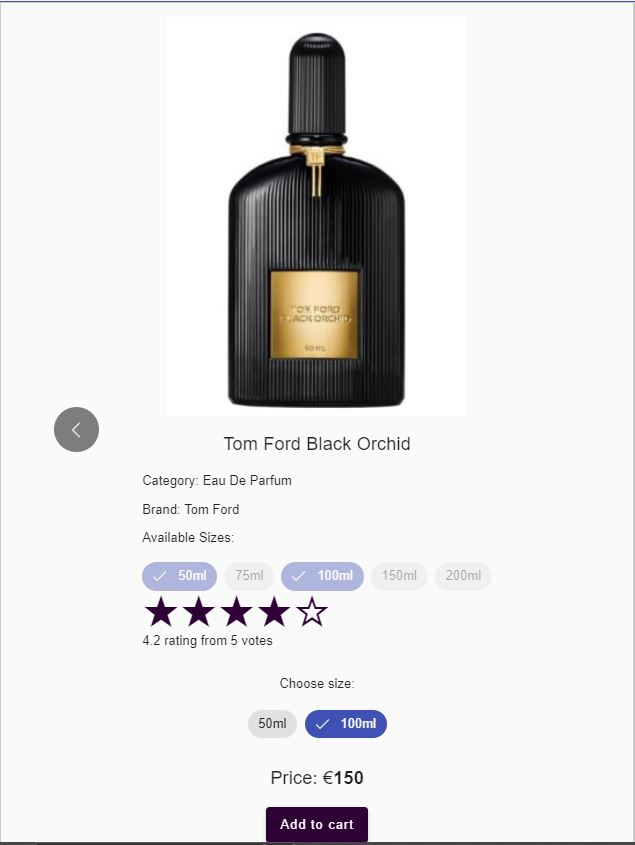 TOM FORD
BLACK ORCHID
50 ML
Tom Ford Black Orchid
Category: Eau De Parfum
Brand: Tom Ford
Available Sizes:
50ml 75ml 100ml 150ml 200ml
4.2 rating from 5 votes
Choose size:
50ml 100ml
Price: €150
Add to cart